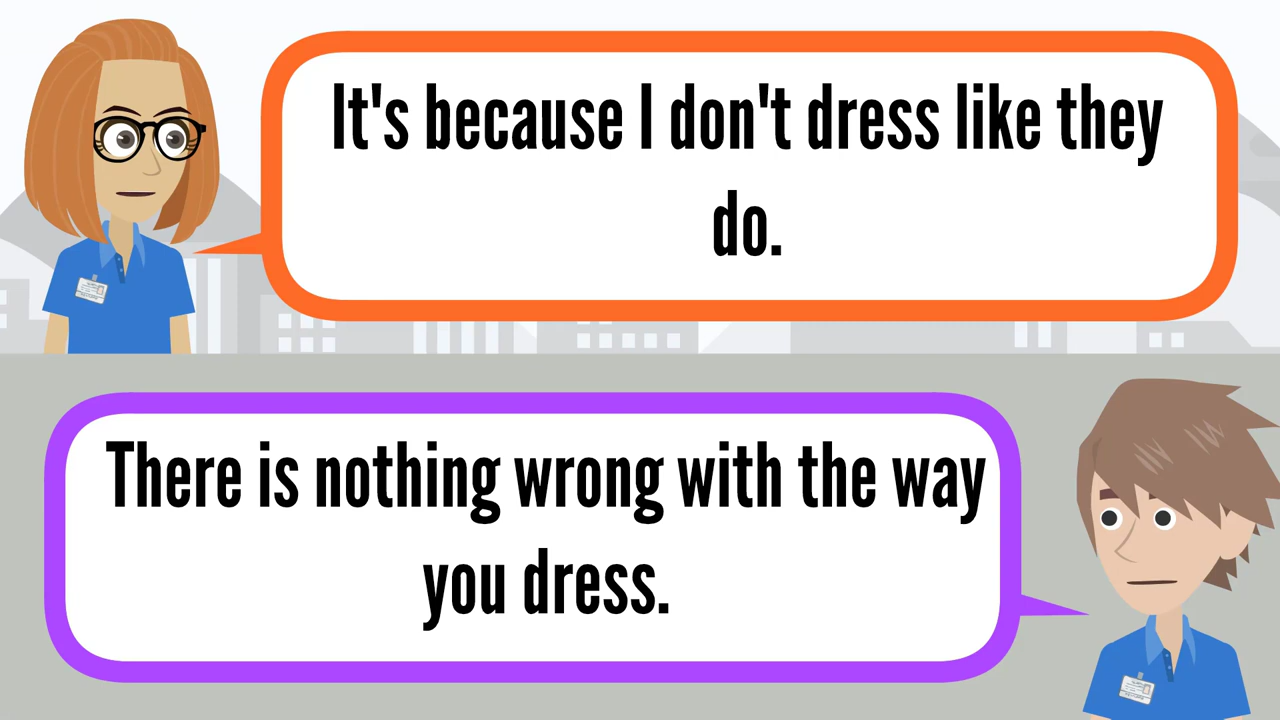 It's because I don't dress like they
do.
There is nothing wrong with the way
you dress.